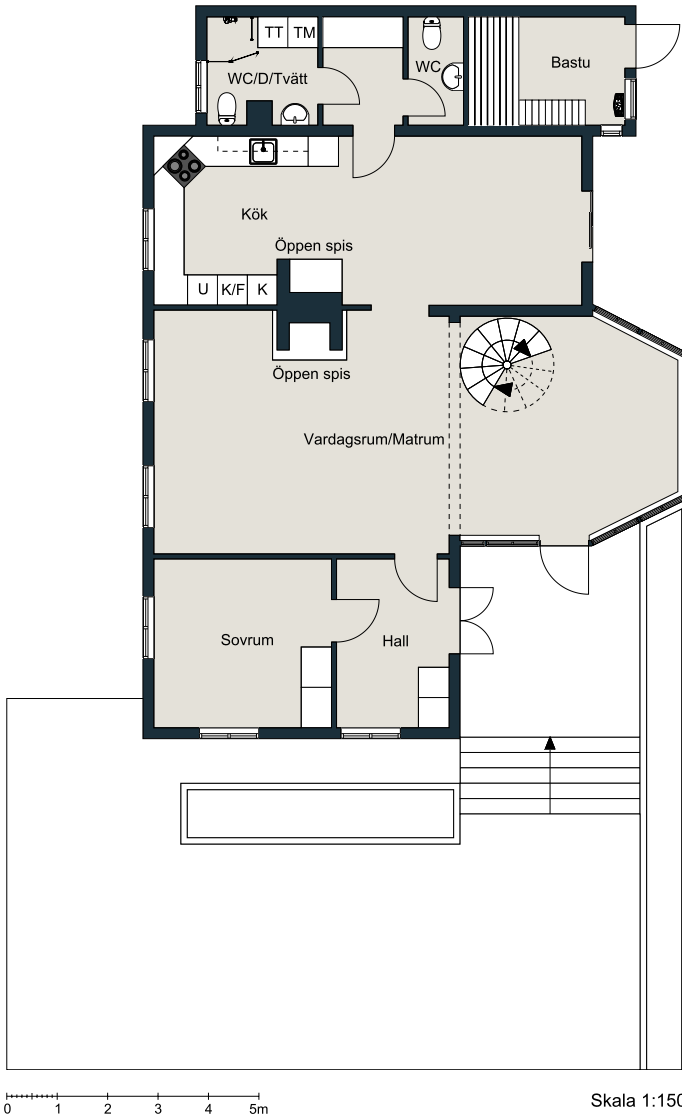 TT TM
WC/D/Tvätt
WC
Bastu
Kök
Öppen spis
U K/F K
Öppen spis
Vardagsrum/Matrum
Sovrum
Hall
0 1 2 3 4 5m
Skala 1:150